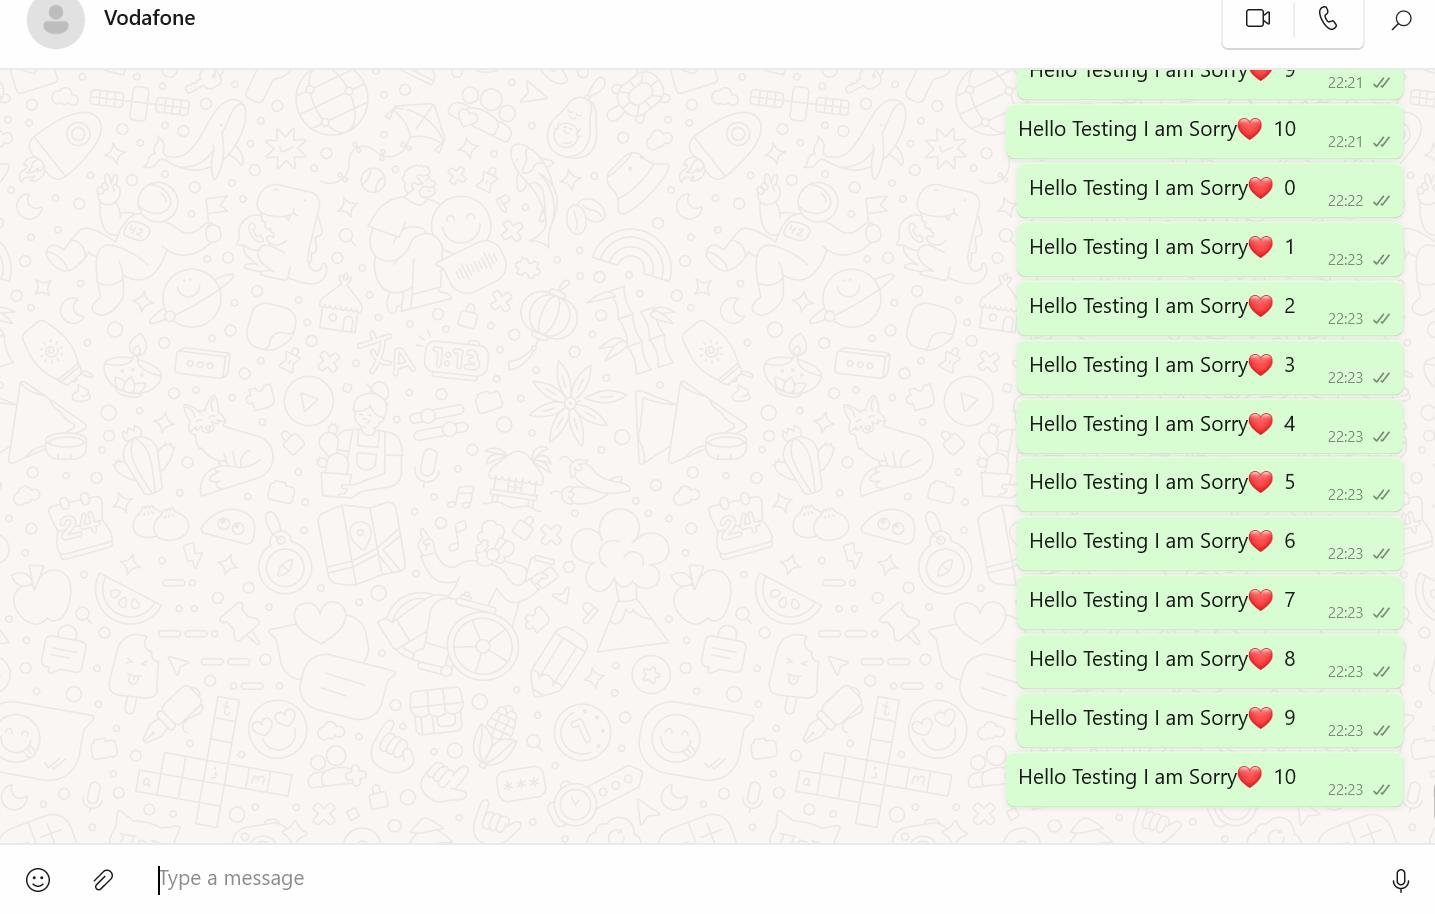 Vodafone
Hello Testing I am Sorry❤️ 9
22:21
Hello Testing I am Sorry❤️ 10
22:21
Hello Testing I am Sorry❤️ 0
22:22
Hello Testing I am Sorry❤️ 1
22:23
Hello Testing I am Sorry❤️ 2
22:23
Hello Testing I am Sorry❤️ 3
22:23
Hello Testing I am Sorry❤️ 4
22:23
Hello Testing I am Sorry❤️ 5
22:23
Hello Testing I am Sorry❤️ 6
22:23
Hello Testing I am Sorry❤️ 7
22:23
Hello Testing I am Sorry❤️ 8
22:23
Hello Testing I am Sorry❤️ 9
22:23
Hello Testing I am Sorry❤️ 10
22:23
Type a message